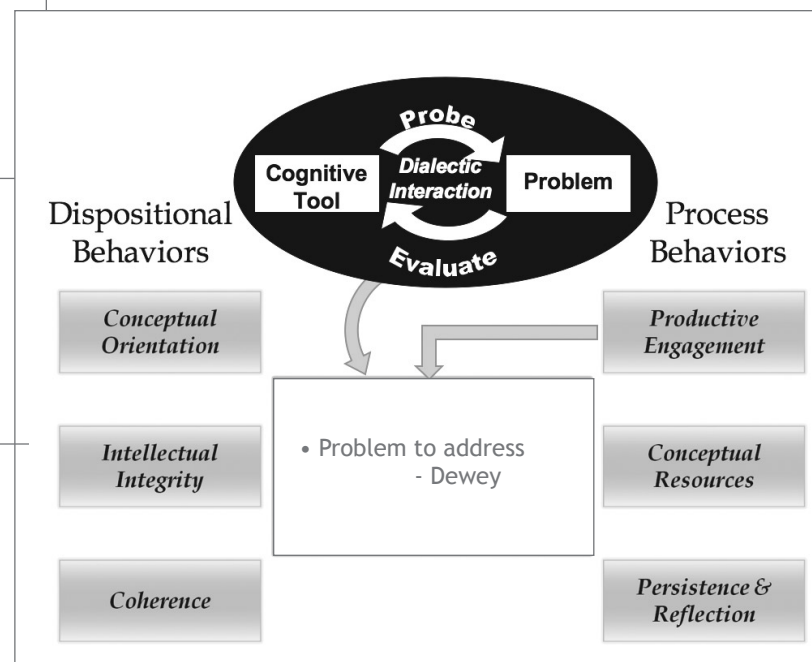 Probe
Cognitive
Tool
Dialectic
Interaction
Problem
Evaluate
Dispositional
Behaviors
Process
Behaviors
Conceptual
Orientation
Productive
Engagement
• Problem to address
- Dewey
Intellectual
Integrity
Conceptual
Resources
Coherence
Persistence &
Reflection